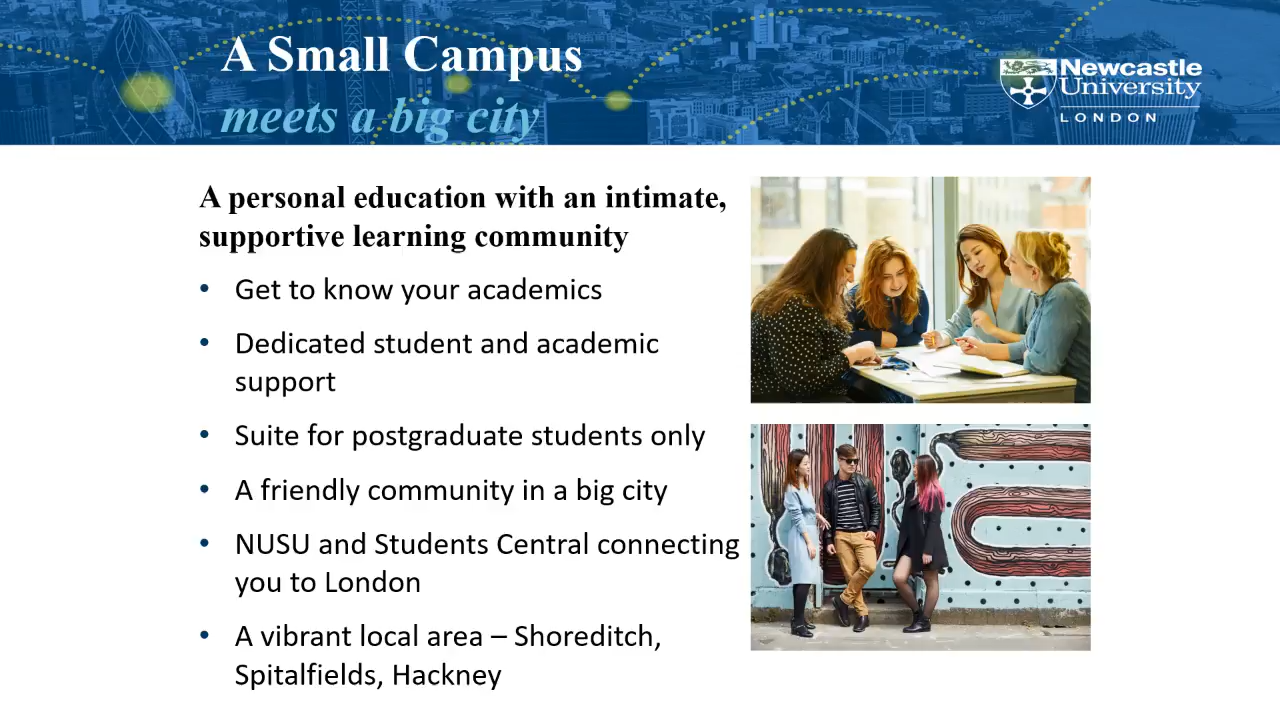 A Small Campus
meets a big city
Newcastle
University
LONDON
A personal education with an intimate,
supportive learning community
• Get to know your academics
• Dedicated student and academic
support
• Suite for postgraduate students only
• A friendly community in a big city
• NUSU and Students Central connecting
you to London
• A vibrant local area – Shoreditch,
Spitalfields, Hackney